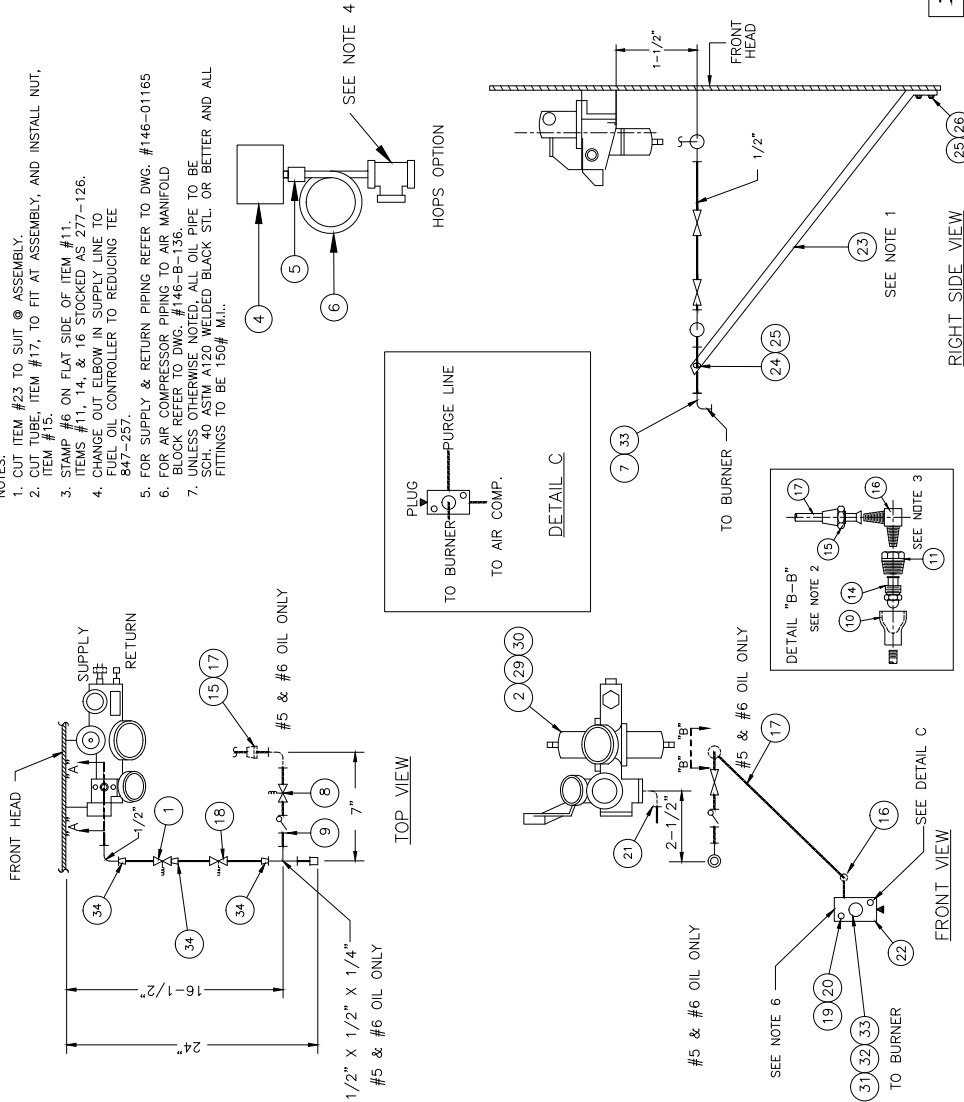 NOTES:
1. CUT ITEM #23 TO SUIT @ ASSEMBLY.
2. CUT TUBE, ITEM #17, TO FIT AT ASSEMBLY, AND INSTALL NUT,
ITEM #15.
3. STAMP #6 ON FLAT SIDE OF ITEM #11.
ITEMS #11, 14, & 16 STOCKED AS 277-126.
4. CHANGE OUT ELBOW IN SUPPLY LINE TO
FUEL OIL CONTROLLER TO REDUCING TEE
847-257.
5. FOR SUPPLY & RETURN PIPING REFER TO DWG. #146-01165
6. FOR AIR COMPRESSOR PIPING TO AIR MANIFOLD
BLOCK REFER TO DWG. #146-B-136.
7. UNLESS OTHERWISE NOTED, ALL OIL PIPE TO BE
SCH. 40 ASTM A120 WELDED BLACK STL. OR BETTER AND ALL
FITTINGS TO BE 150# M.I..
FRONT HEAD
SUPPLY
RETURN
A
A
1/2"
1
18
34
34
34
8
9
15 17
#5 & #6 OIL ONLY
7"
16-1/2"
24"
1/2" X 1/2" X 1/4"
#5 & #6 OIL ONLY
TOP VIEW
4
5
6
SEE NOTE 4
HOPS OPTION
PLUG
TO BURNER
PURGE LINE
TO AIR COMP.
DETAIL C
2 29 30
21
2-1/2"
"B"
"B"
#5 & #6 OIL ONLY
#5 & #6 OIL ONLY
17
16
SEE DETAIL C
SEE NOTE 6
19 20
22
31 32 33
TO BURNER
FRONT VIEW
DETAIL "B-B"
SEE NOTE 2
17
15
16
SEE NOTE 3
14
11
10
1-1/2"
FRONT
HEAD
1/2"
7 33
24 25
TO BURNER
23
SEE NOTE 1
25 26
RIGHT SIDE VIEW